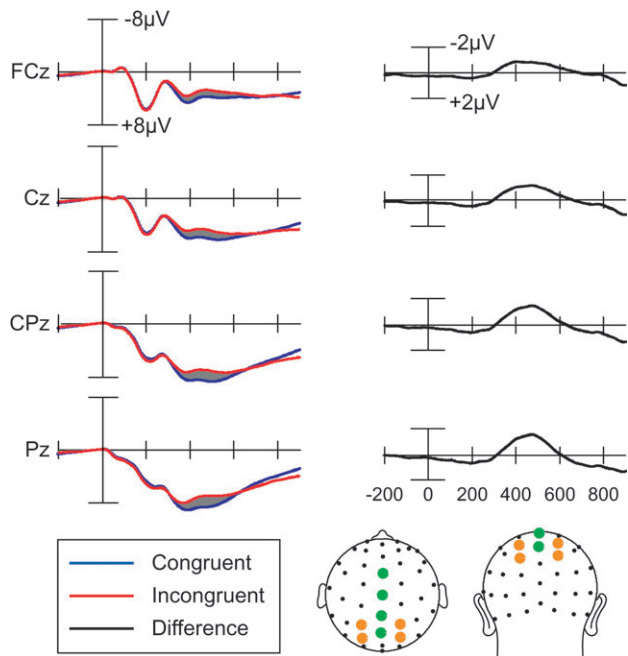 -8µV
FCz
+8µV
-2µV
+2µV
Cz
CPz
Pz
-200 0 200 400 600 800
Congruent
Incongruent
Difference